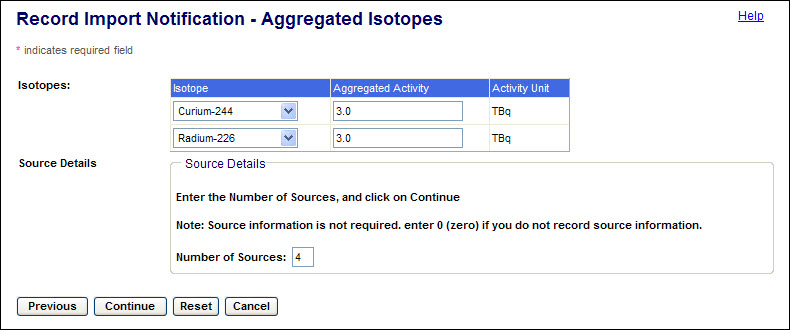 Record Import Notification - Aggregated Isotopes
Help
* indicates required field
Isotopes:
Isotope Aggregated Activity Activity Unit
Curium-244 3.0 TBq
Radium-226 3.0 TBq
Source Details
Source Details
Enter the Number of Sources, and click on Continue
Note: Source information is not required. enter 0 (zero) if you do not record source information.
Number of Sources: 4
Previous Continue Reset Cancel